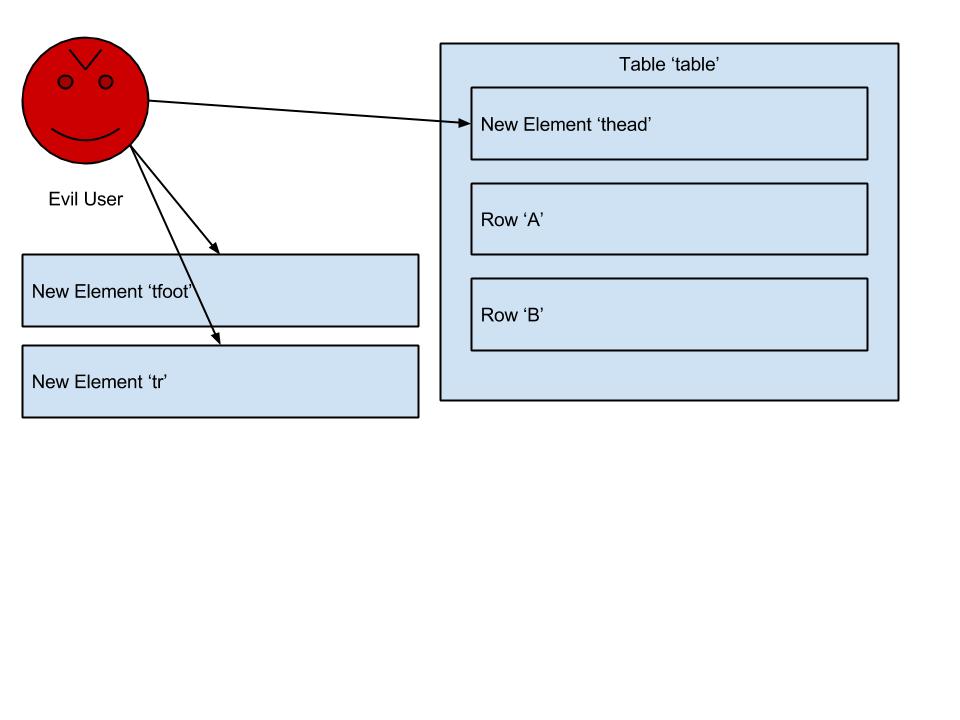 Table ‘table’
New Element ‘thead’
Row ‘A’
Evil User
New Element ‘tfoot’
Row ‘B’
New Element ‘tr’